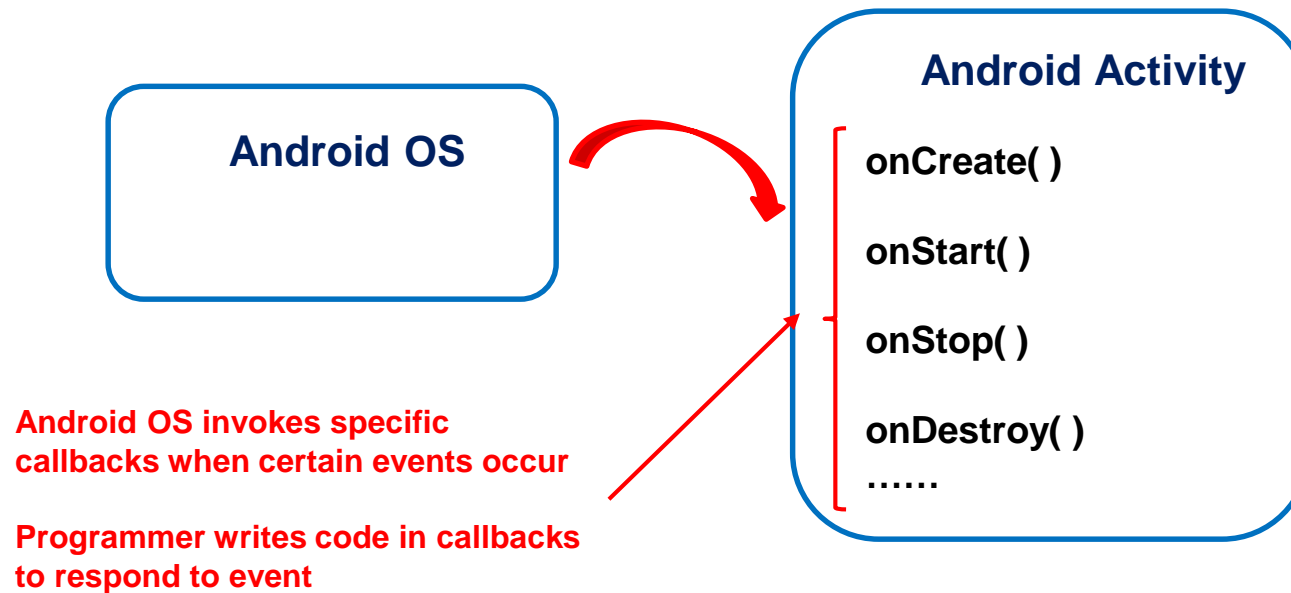 Android OS
Android Activity
onCreate( )
onStart( )
onStop( )
onDestroy( )
……
Android OS invokes specific
callbacks when certain events occur
Programmer writes code in callbacks
to respond to event